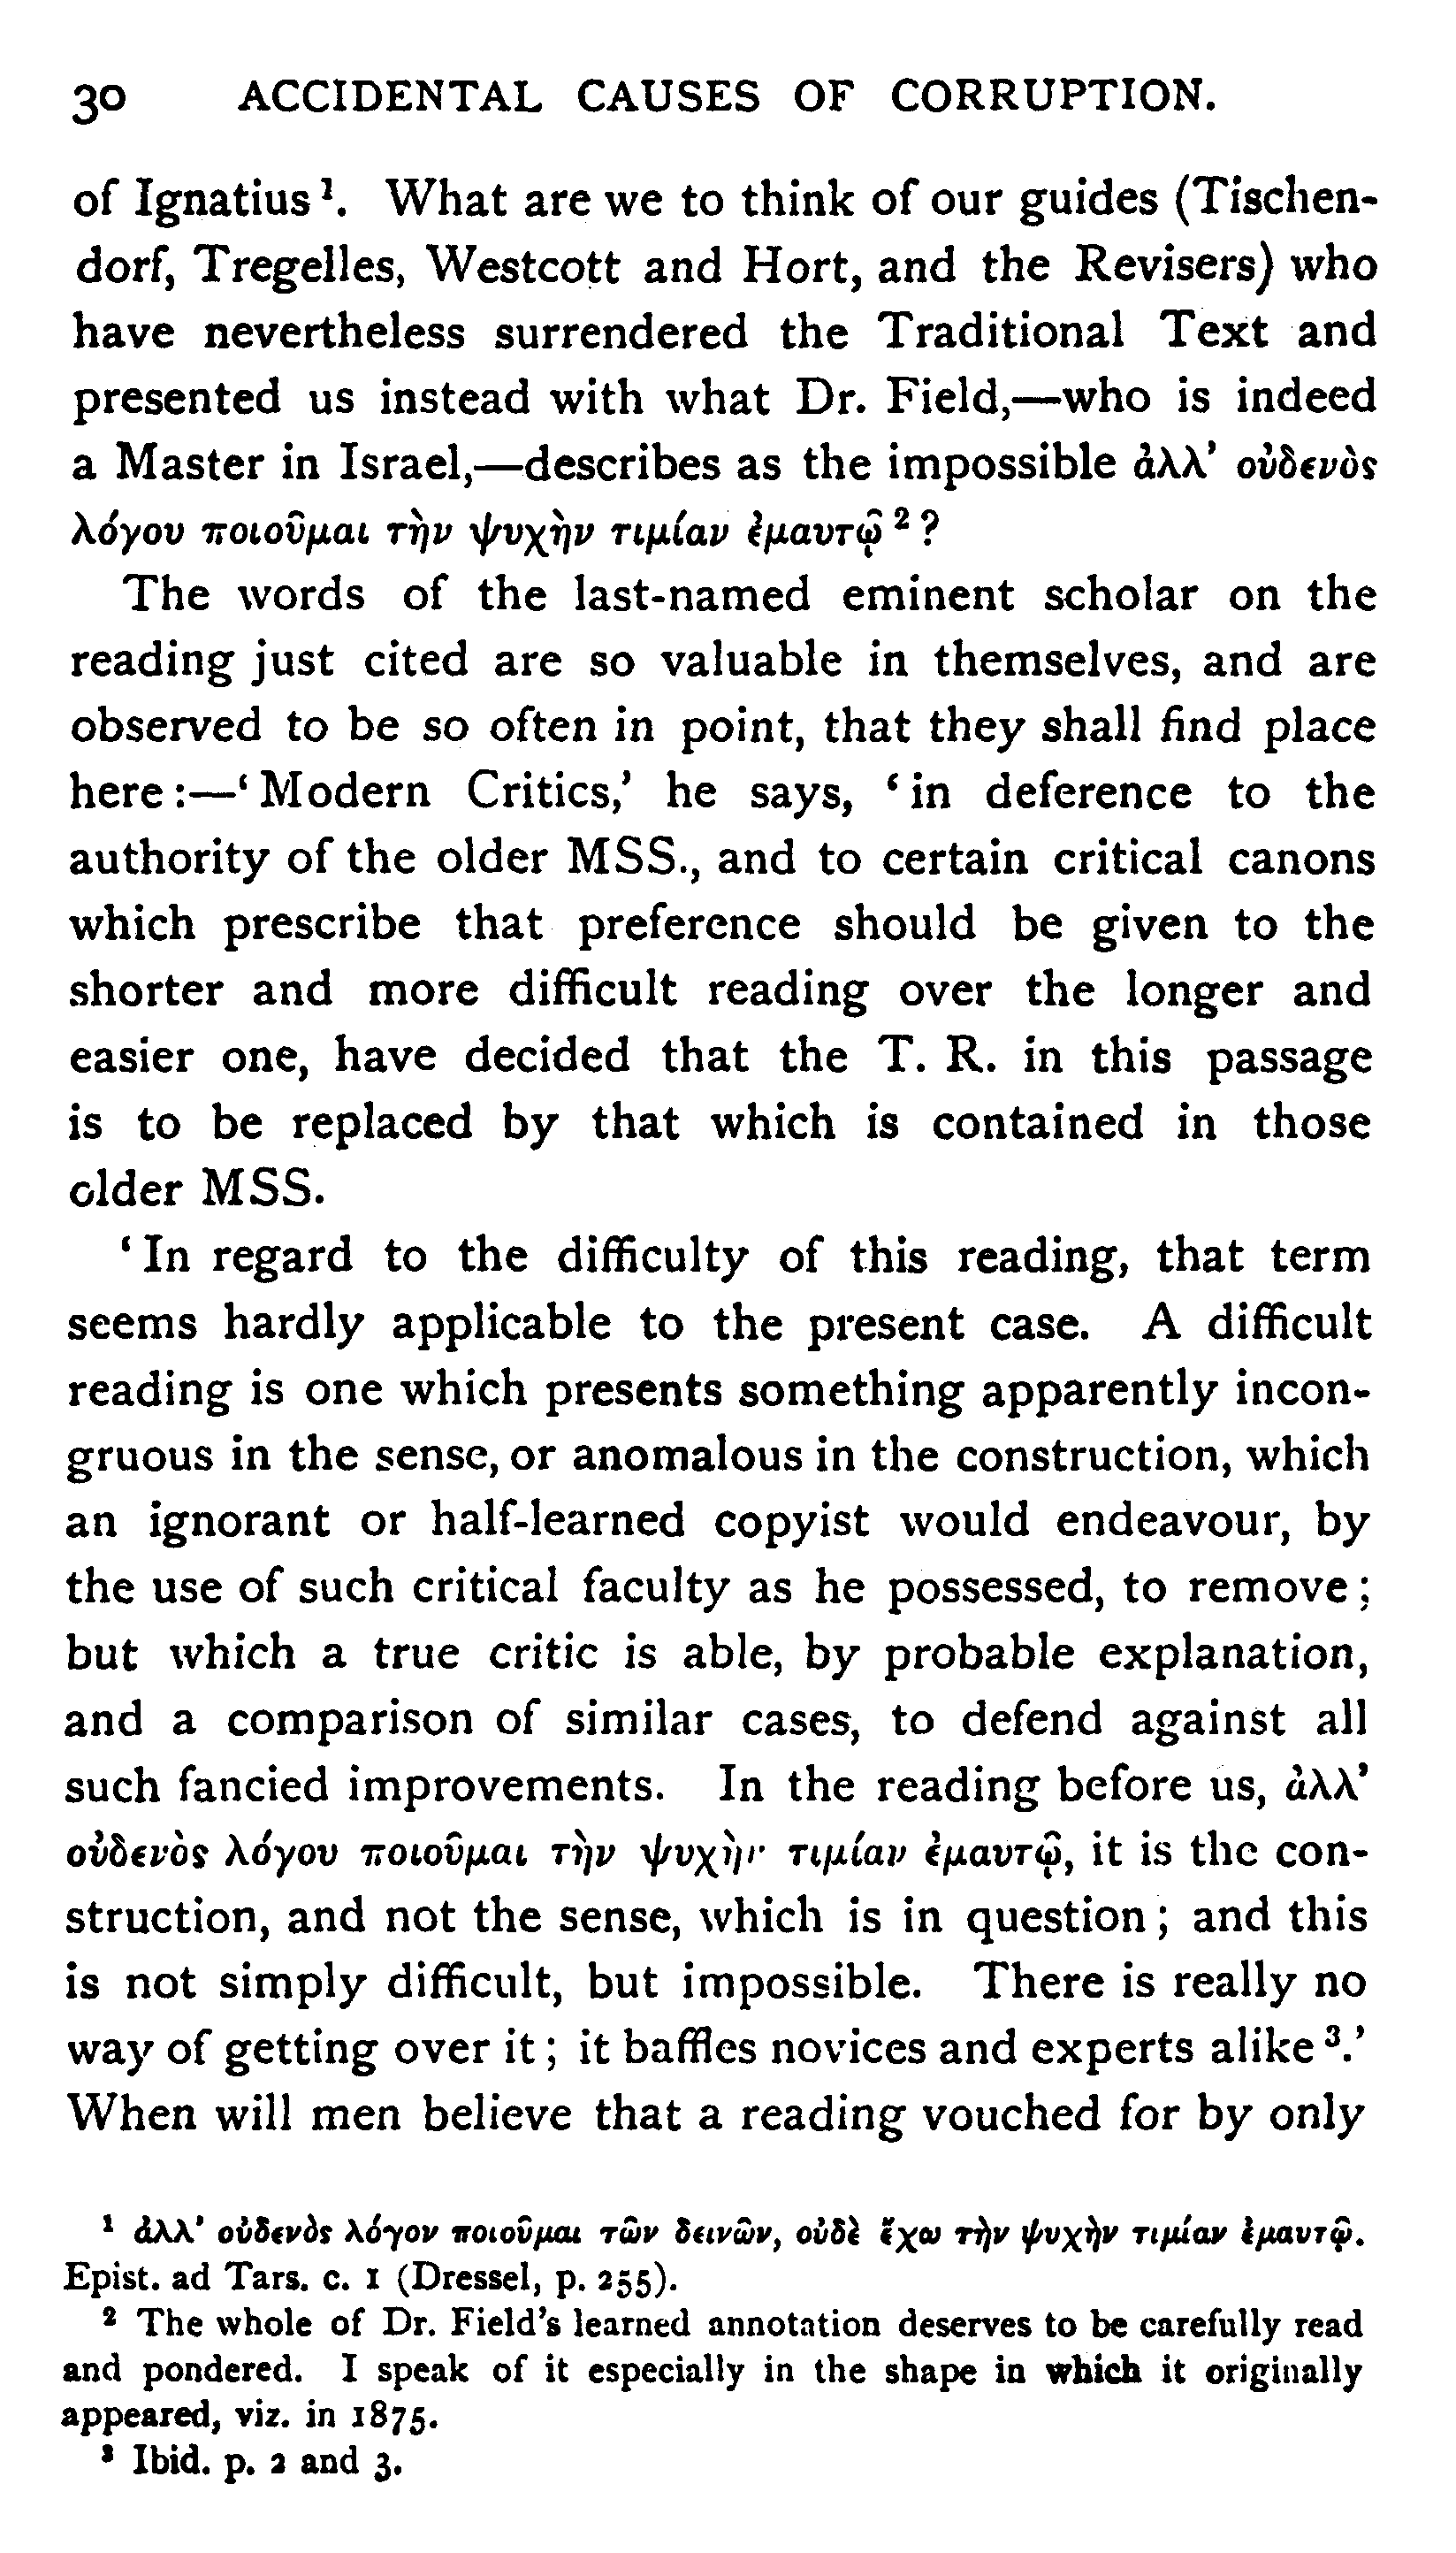 30 ACCIDENTAL CAUSES OF CORRUPTION.
of Ignatius ¹. What are we to think of our guides (Tischen-
dorf, Tregelles, Westcott and Hort, and the Revisers) who
have nevertheless surrendered the Traditional Text and
presented us instead with what Dr. Field,—who is indeed
a Master in Israel,—describes as the impossible ἀλλ’ οὐδενὸς
λόγου ποιοῦμαι τὴν ψυχὴν τιμίαν ἐμαυτῷ ² ?
The words of the last-named eminent scholar on the
reading just cited are so valuable in themselves, and are
observed to be so often in point, that they shall find place
here :—‘ Modern Critics,’ he says, ‘ in deference to the
authority of the older MSS., and to certain critical canons
which prescribe that preference should be given to the
shorter and more difficult reading over the longer and
easier one, have decided that the T. R. in this passage
is to be replaced by that which is contained in those
older MSS.
‘ In regard to the difficulty of this reading, that term
seems hardly applicable to the present case. A difficult
reading is one which presents something apparently incon-
gruous in the sense, or anomalous in the construction, which
an ignorant or half-learned copyist would endeavour, by
the use of such critical faculty as he possessed, to remove ;
but which a true critic is able, by probable explanation,
and a comparison of similar cases, to defend against all
such fancied improvements. In the reading before us, ἀλλ’
οὐδενὸς λόγου ποιοῦμαι τὴν ψυχὴν τιμίαν ἐμαυτῷ, it is the con-
struction, and not the sense, which is in question ; and this
is not simply difficult, but impossible. There is really no
way of getting over it ; it baffles novices and experts alike ³.’
When will men believe that a reading vouched for by only
¹ ἀλλ’ οὐδενὸς λόγον ποιοῦμαι τῶν δεινῶν, οὐδὲ ἔχω τὴν ψυχὴν τιμίαν ἐμαυτῷ.
Epist. ad Tars. c. 1 (Dressel, p. 255).
² The whole of Dr. Field’s learned annotation deserves to be carefully read
and pondered. I speak of it especially in the shape in which it originally
appeared, viz. in 1875.
³ Ibid. p. 2 and 3.